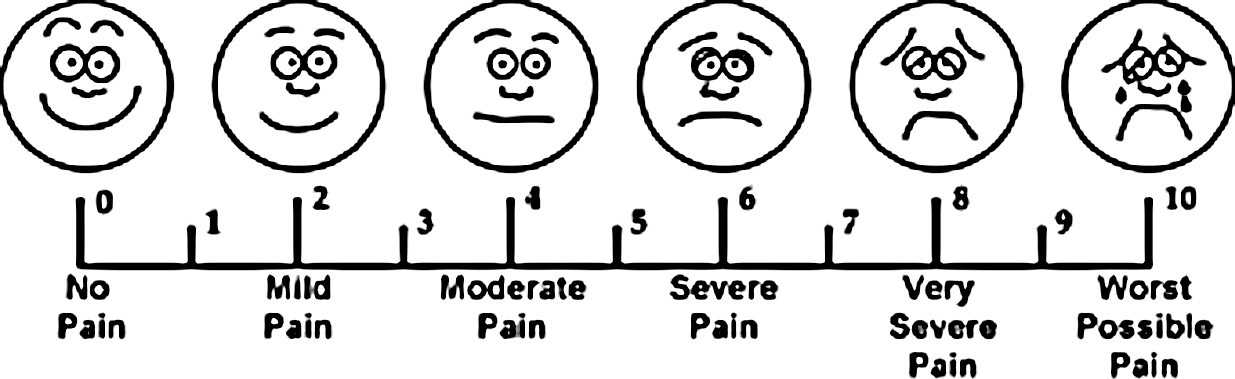 0 1 2 3 4 5 6 7 8 9 10
No Mild Moderate Severe Very Worst
Pain Pain Pain Pain Severe Possible
Pain Pain